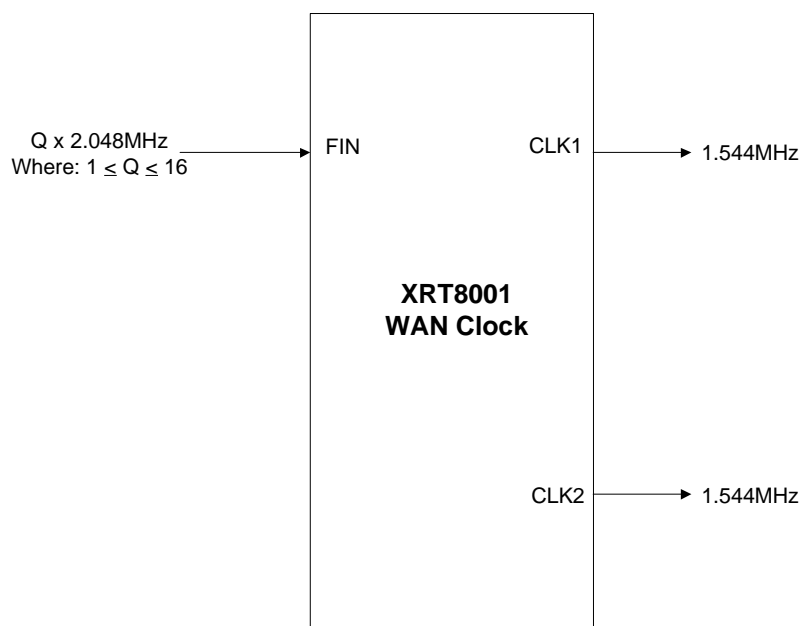 Q x 2.048MHz
Where: 1 ≤ Q ≤ 16
FIN
CLK1
1.544MHz
XRT8001
WAN Clock
CLK2
1.544MHz